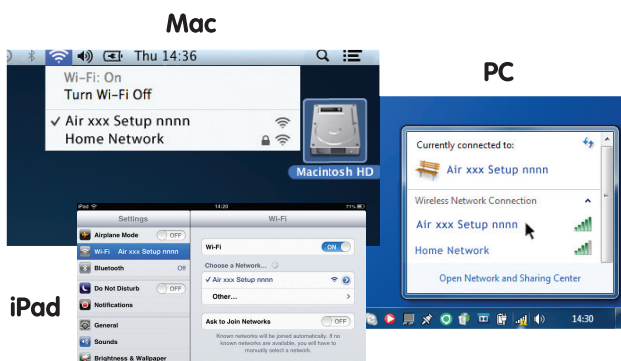 Mac
Thu 14:36
Wi-Fi: On
Turn Wi-Fi Off
✓ Air xxx Setup nnnn
Home Network
Macintosh HD
PC
Currently connected to:
Air xxx Setup nnnn
Wireless Network Connection
Air xxx Setup nnnn
Home Network
Open Network and Sharing Center
14:30
iPad
iPad
14:20
71%
Settings
Wi-Fi
Airplane Mode OFF
Wi-Fi Air xxx Setup nnnn
Bluetooth Off
Do Not Disturb OFF
Notifications
General
Sounds
Brightness & Wallpaper
Wi-Fi ON
Choose a Network...
✓ Air xxx Setup nnnn
Other...
Ask to Join Networks OFF
Known networks will be joined automatically. If no
known networks are available, you will have to
manually select a network.